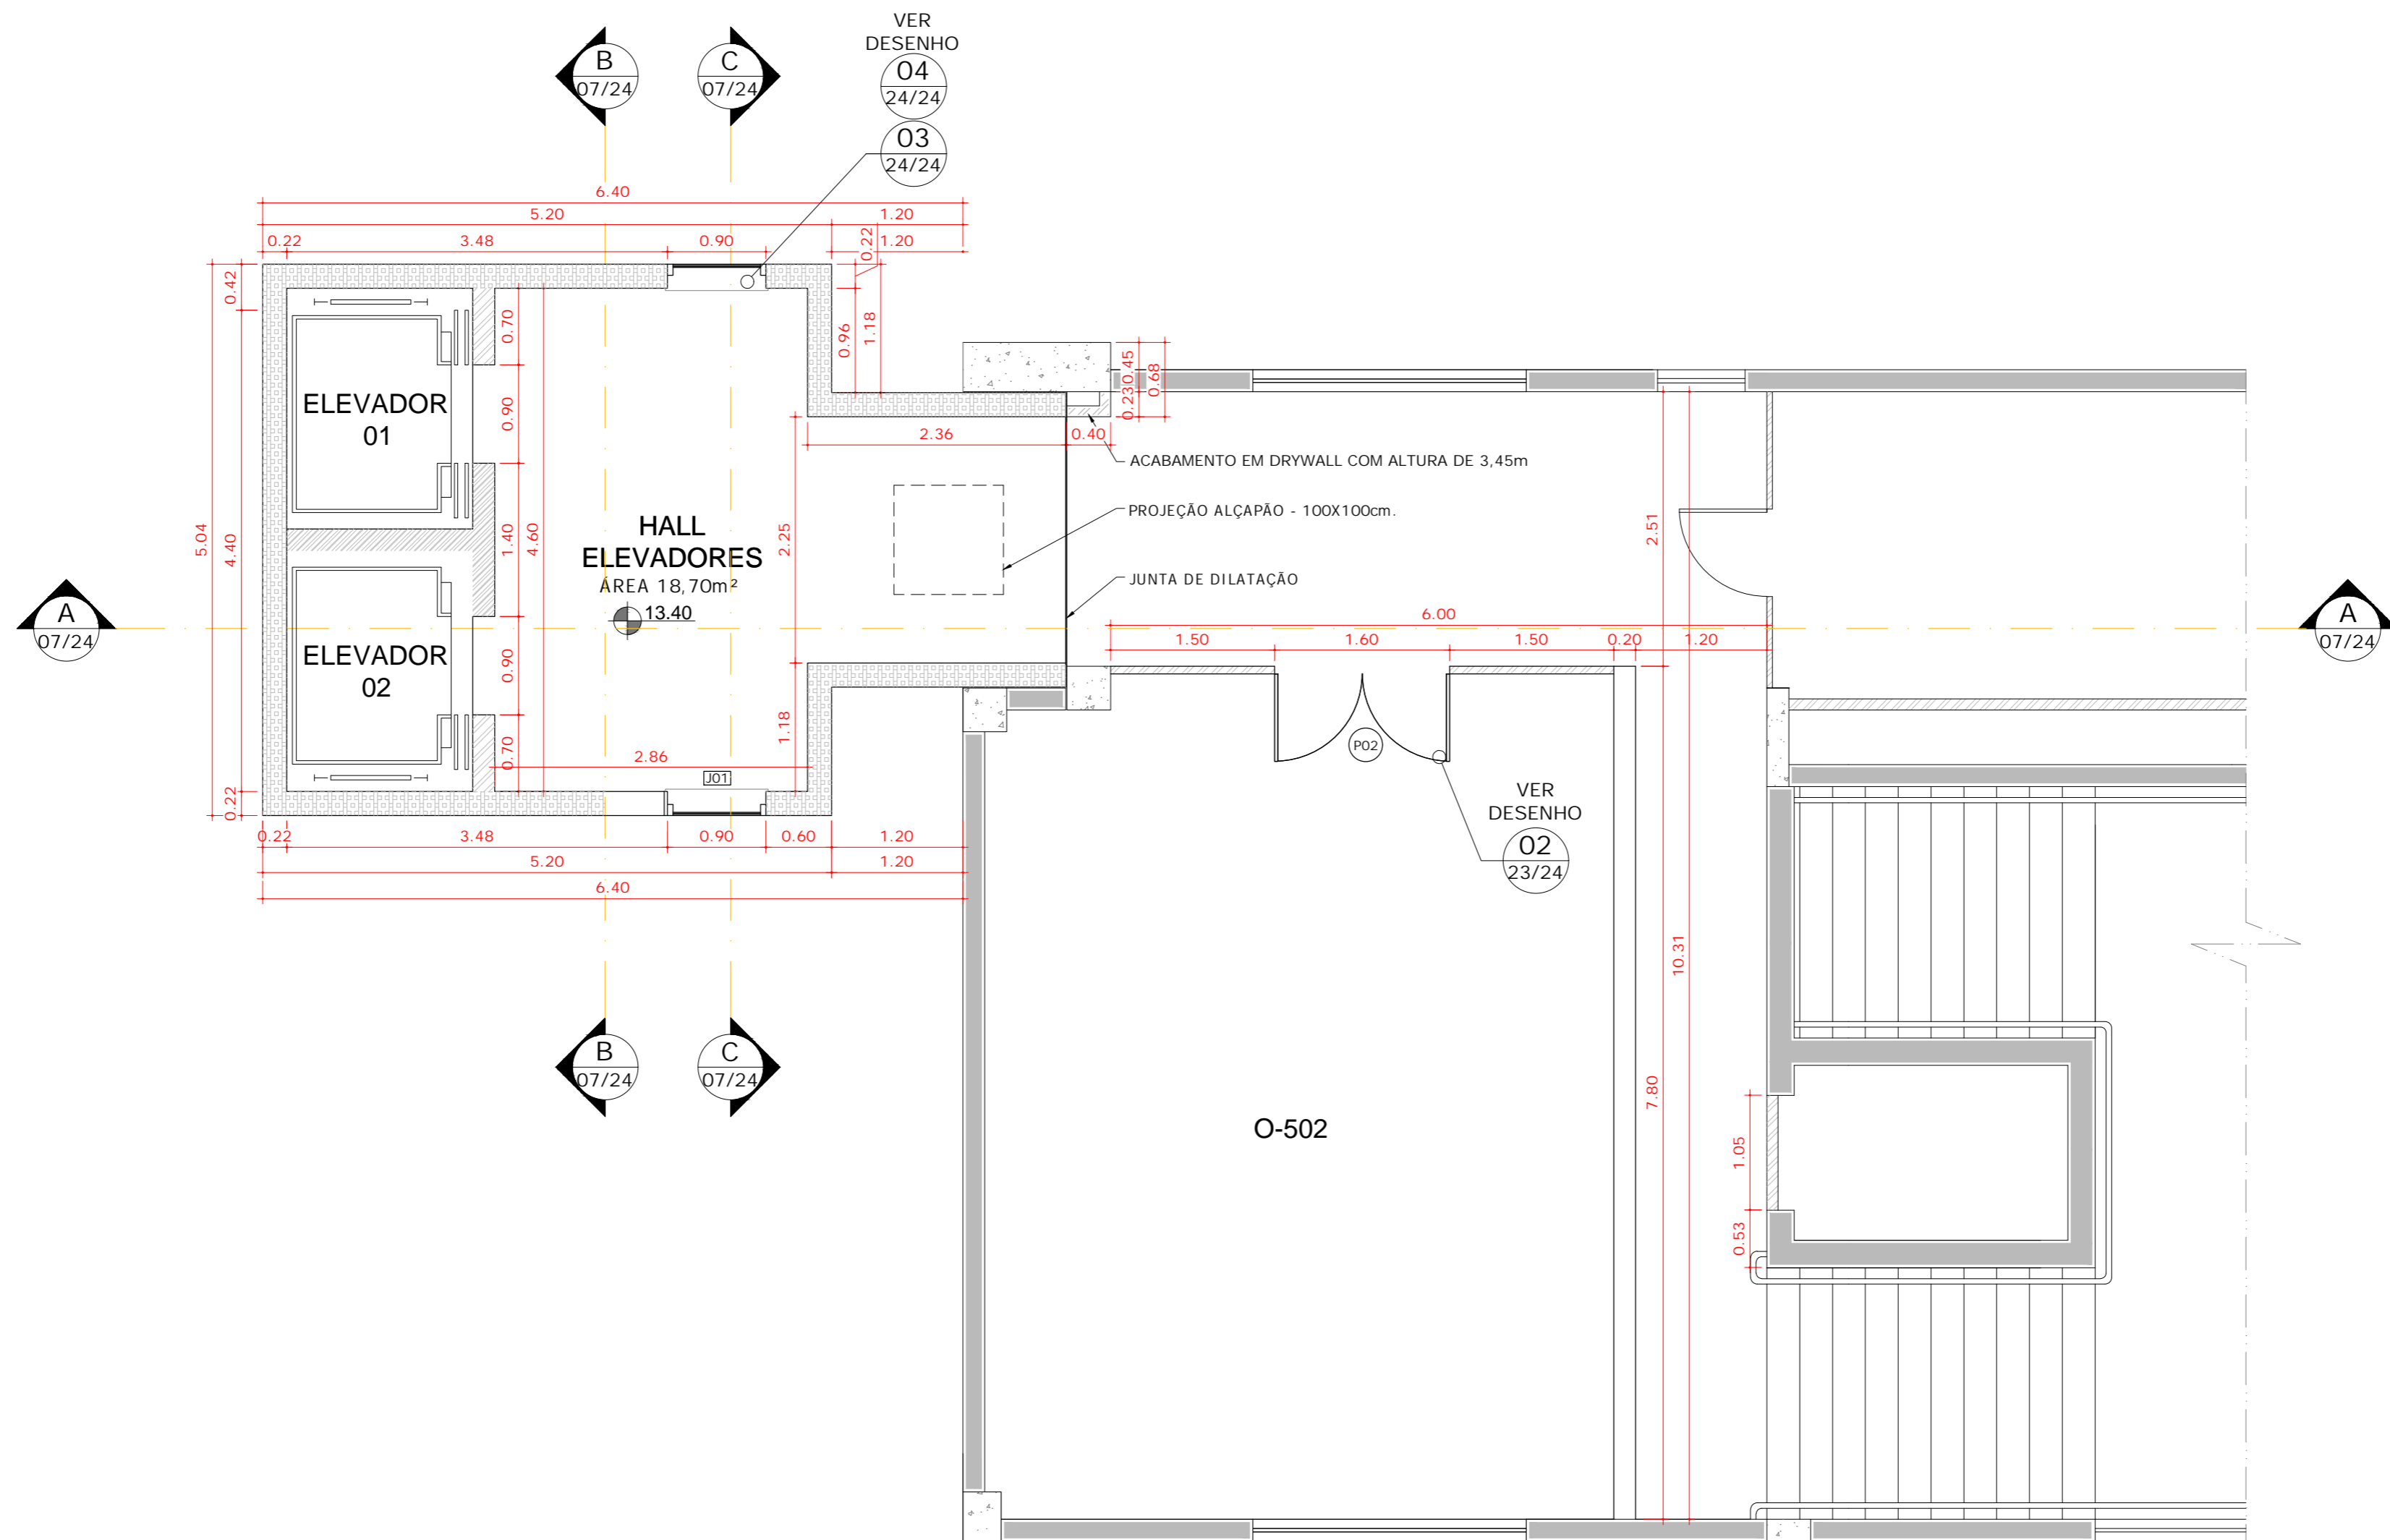 VER
DESENHO
04
24/24
03
24/24
B
07/24
C
07/24
6.40
5.20
1.20
0.22
3.48
0.90
0.22
1.20
0.42
0.96
1.18
5.04
4.40
0.22
0.70
0.90
1.40
4.60
0.90
0.70
ELEVADOR
01
ELEVADOR
02
HALL
ELEVADORES
ÁREA 18,70m²
13.40
2.25
1.18
2.86
J01
2.36
0.40
0.45
0.23
0.68
ACABAMENTO EM DRYWALL COM ALTURA DE 3,45m
PROJEÇÃO ALÇAPÃO - 100X100cm.
JUNTA DE DILATAÇÃO
2.51
6.00
1.50
1.60
1.50
0.20
1.20
A
07/24
A
07/24
P02
VER
DESENHO
02
23/24
0.22
3.48
0.90
0.60
1.20
5.20
1.20
6.40
10.31
7.80
1.05
0.53
O-502
B
07/24
C
07/24